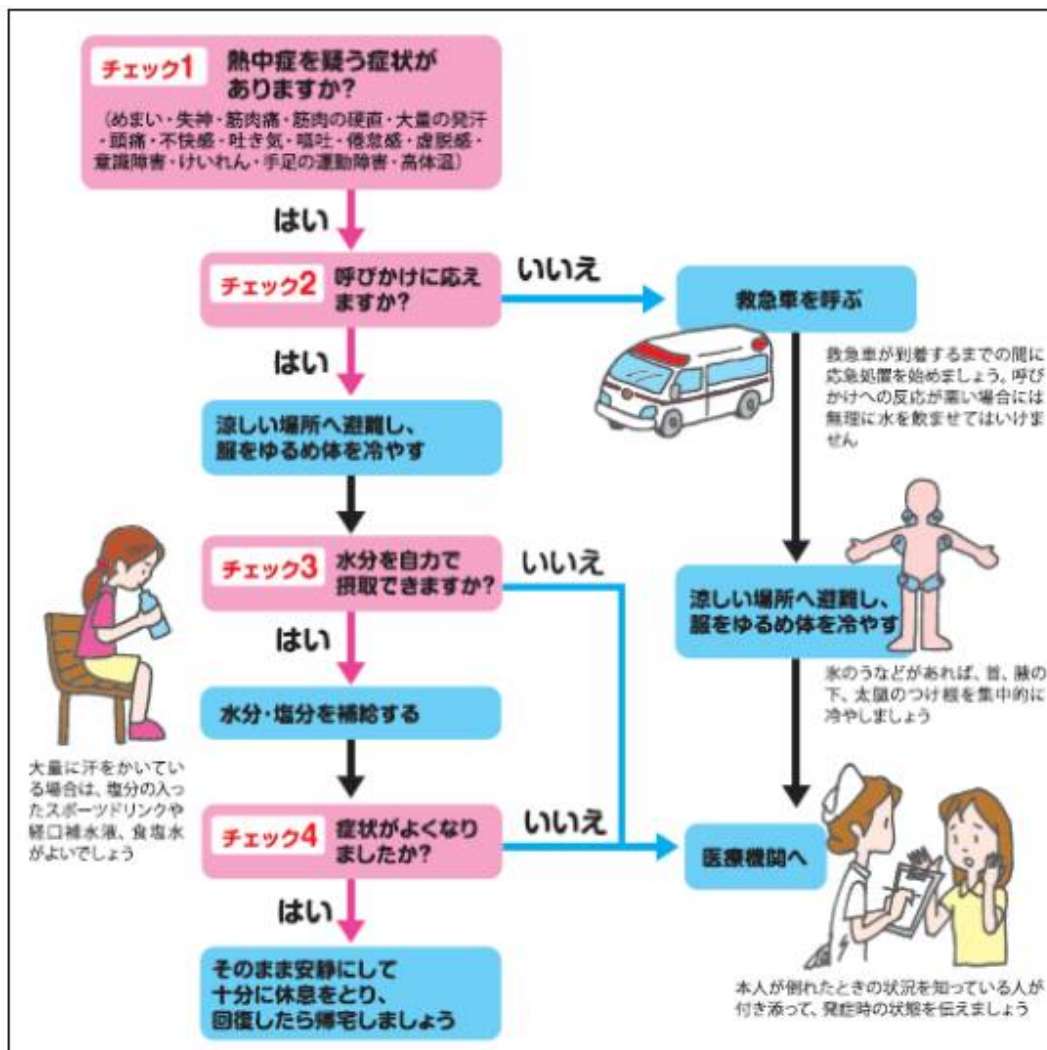 チェック1
熱中症を疑う症状が
ありますか?
(めまい・失神・筋肉痛・筋肉の硬直・大量の発汗
・頭痛・不快感・吐き気・嘔吐・倦怠感・虚脱感・
意識障害・けいれん・手足の運動障害・高体温)
はい
チェック2
呼びかけに応え
ますか?
いいえ
救急車を呼ぶ
救急車が到着するまでの間に
応急処置を始めましょう。呼び
かけへの反応が悪い場合には
無理に水を飲ませてはいけま
せん
はい
涼しい場所へ避難し、
服をゆるめ体を冷やす
チェック3
水分を自力で
摂取できますか?
いいえ
涼しい場所へ避難し、
服をゆるめ体を冷やす
氷のうなどがあれば、首、腋の
下、太腿のつけ根を集中的に
冷やしましょう
はい
水分・塩分を補給する
大量に汗をかいてい
る場合は、塩分の入っ
たスポーツドリンクや
経口補水液、食塩水
がよいでしょう
チェック4
症状がよくなり
ましたか?
いいえ
医療機関へ
本人が倒れたときの状況を知っている人が
付き添って、発症時の状態を伝えましょう
はい
そのまま安静にして
十分に休息をとり、
回復したら帰宅しましょう